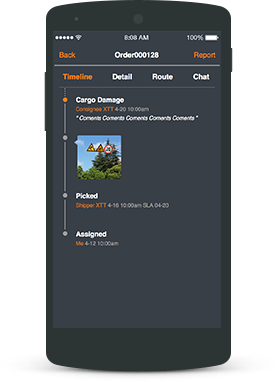 8:08 AM
100%
Back
Order000128
Report
Timeline
Detail
Route
Chat
Cargo Damage
Consignee XTT 4-20 10:00am
" Coments Coments Coments Coments Coments "
Picked
Shipper XTT 4-16 10:00am SLA 04-20
Assigned
Me 4-12 10:00am